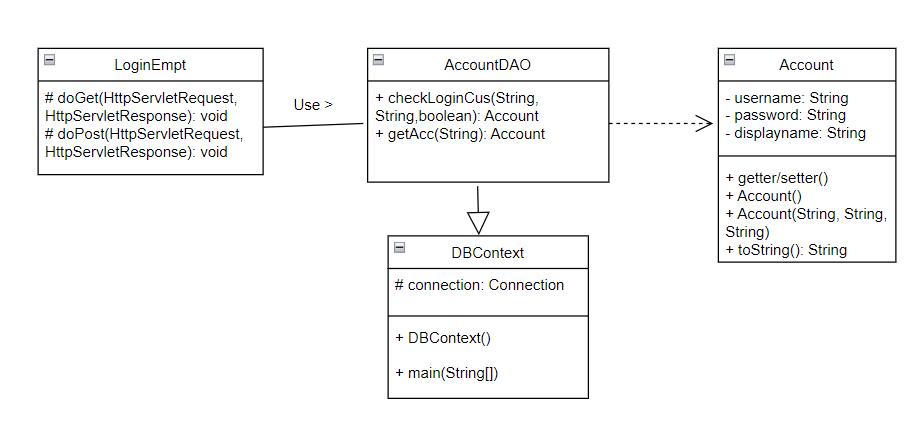 LoginEmpt
# doGet(HttpServletRequest,
HttpServletResponse): void
# doPost(HttpServletRequest,
HttpServletResponse): void
Use >
AccountDAO
+ checkLoginCus(String,
String,boolean): Account
+ getAcc(String): Account
Account
- username: String
- password: String
- displayname: String
+ getter/setter()
+ Account()
+ Account(String, String,
String)
+ toString(): String
DBContext
# connection: Connection
+ DBContext()
+ main(String[])